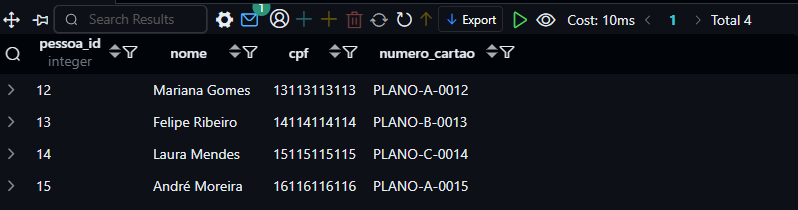 Search Results 1 Export Cost: 10ms 1 Total 4
pessoa_id nome cpf numero_cartao
integer
12 Mariana Gomes 13113113113 PLANO-A-0012
13 Felipe Ribeiro 14114114114 PLANO-B-0013
14 Laura Mendes 15115115115 PLANO-C-0014
15 André Moreira 16116116116 PLANO-A-0015